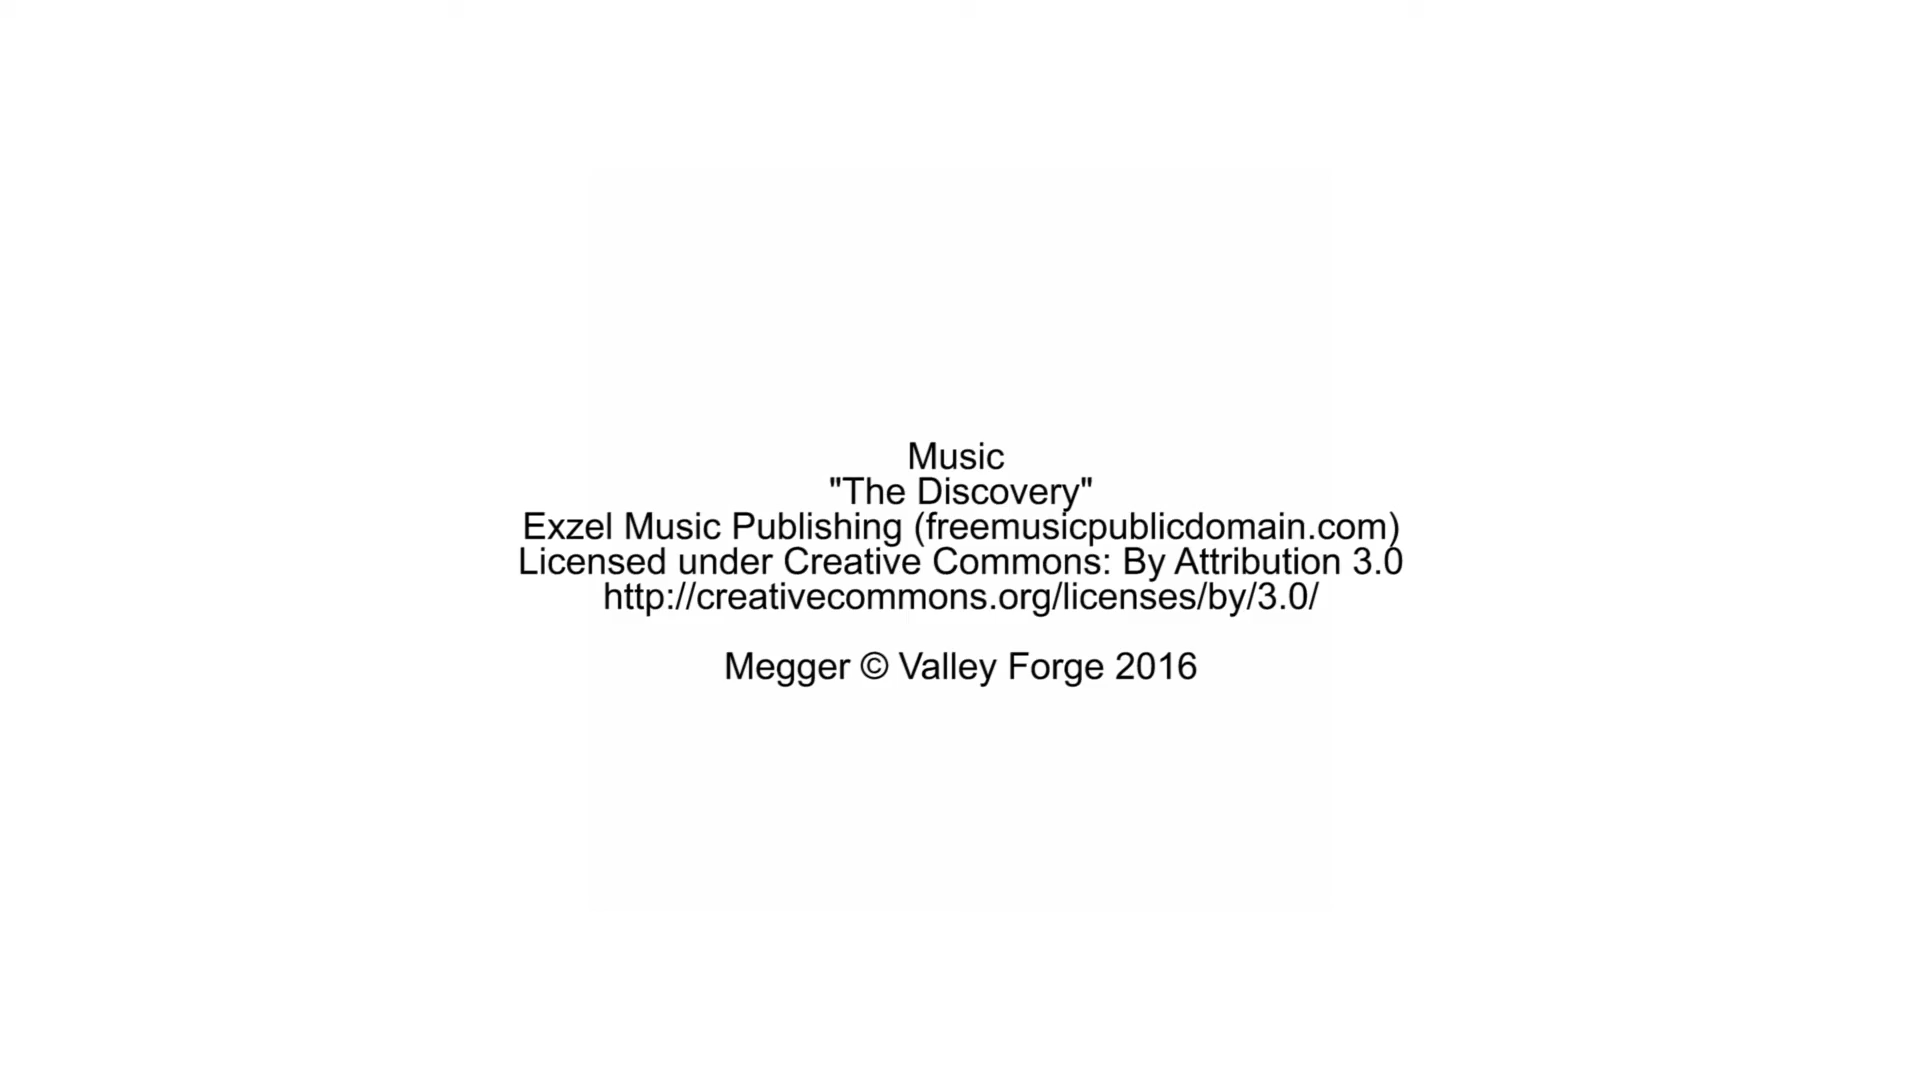 Music
"The Discovery"
Exzel Music Publishing (freemusicpublicdomain.com)
Licensed under Creative Commons: By Attribution 3.0
http://creativecommons.org/licenses/by/3.0/
Megger © Valley Forge 2016